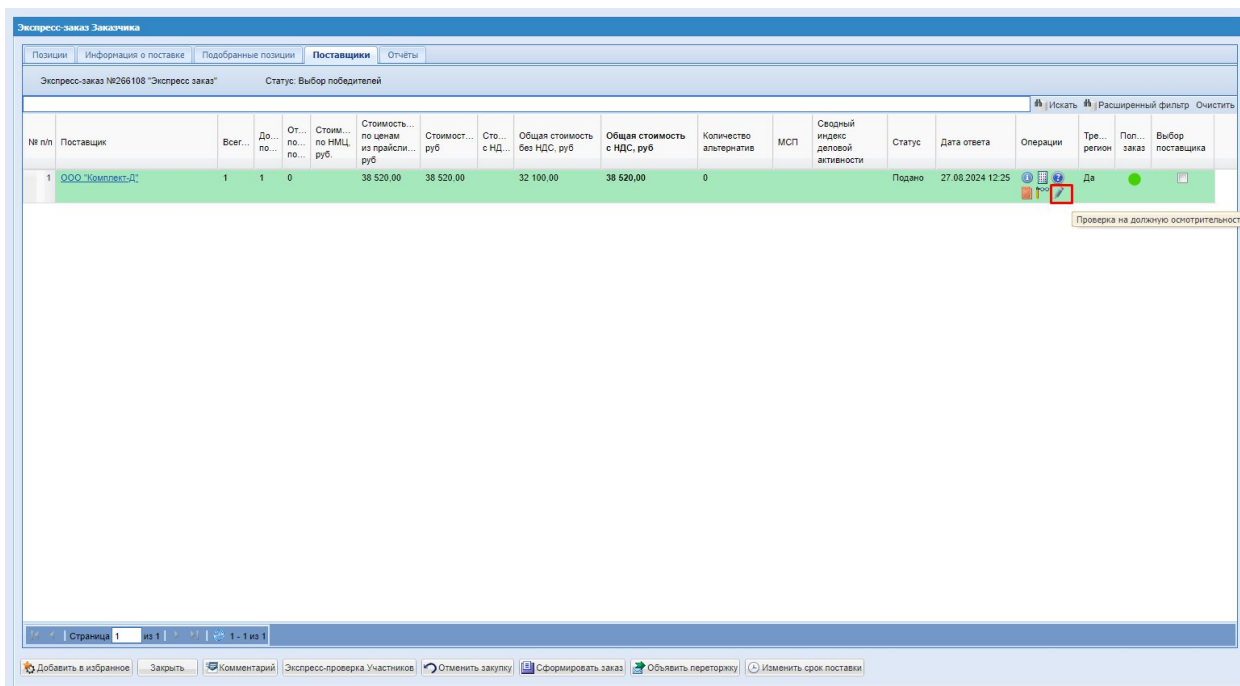 Экспресс-заказ Заказчика
Позиции Информация о поставке Подобранные позиции Поставщики Отчёты
Экспресс-заказ №266108 "Экспресс заказ" Статус: Выбор победителей
Искать Расширенный фильтр Очистить
№ п/п Поставщик Всег... До... по... От... по... по... Стоим... по НМЦ, руб. Стоимость... по ценам из прайсли... руб Стоимост... руб Сто... с НД... Общая стоимость без НДС, руб Общая стоимость с НДС, руб Количество альтернатив МСП Сводный индекс деловой активности Статус Дата ответа Операции Тре... регион Пол... заказ Выбор поставщика
1 ООО "Комплект-Д" 1 1 0 38 520,00 38 520,00 32 100,00 38 520,00 0 Подано 27.08.2024 12:25 Да
Проверка на должную осмотрительност
Страница 1 из 1 1 - 1 из 1
Добавить в избранное Закрыть Комментарий Экспресс-проверка Участников Отменить закупку Сформировать заказ Объявить переторжку Изменить срок поставки